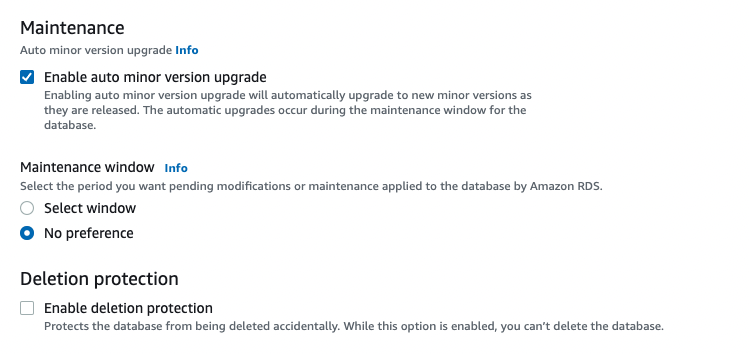 Maintenance
Auto minor version upgrade Info
Enable auto minor version upgrade
Enabling auto minor version upgrade will automatically upgrade to new minor versions as
they are released. The automatic upgrades occur during the maintenance window for the
database.
Maintenance window Info
Select the period you want pending modifications or maintenance applied to the database by Amazon RDS.
Select window
No preference
Deletion protection
Enable deletion protection
Protects the database from being deleted accidentally. While this option is enabled, you can’t delete the database.